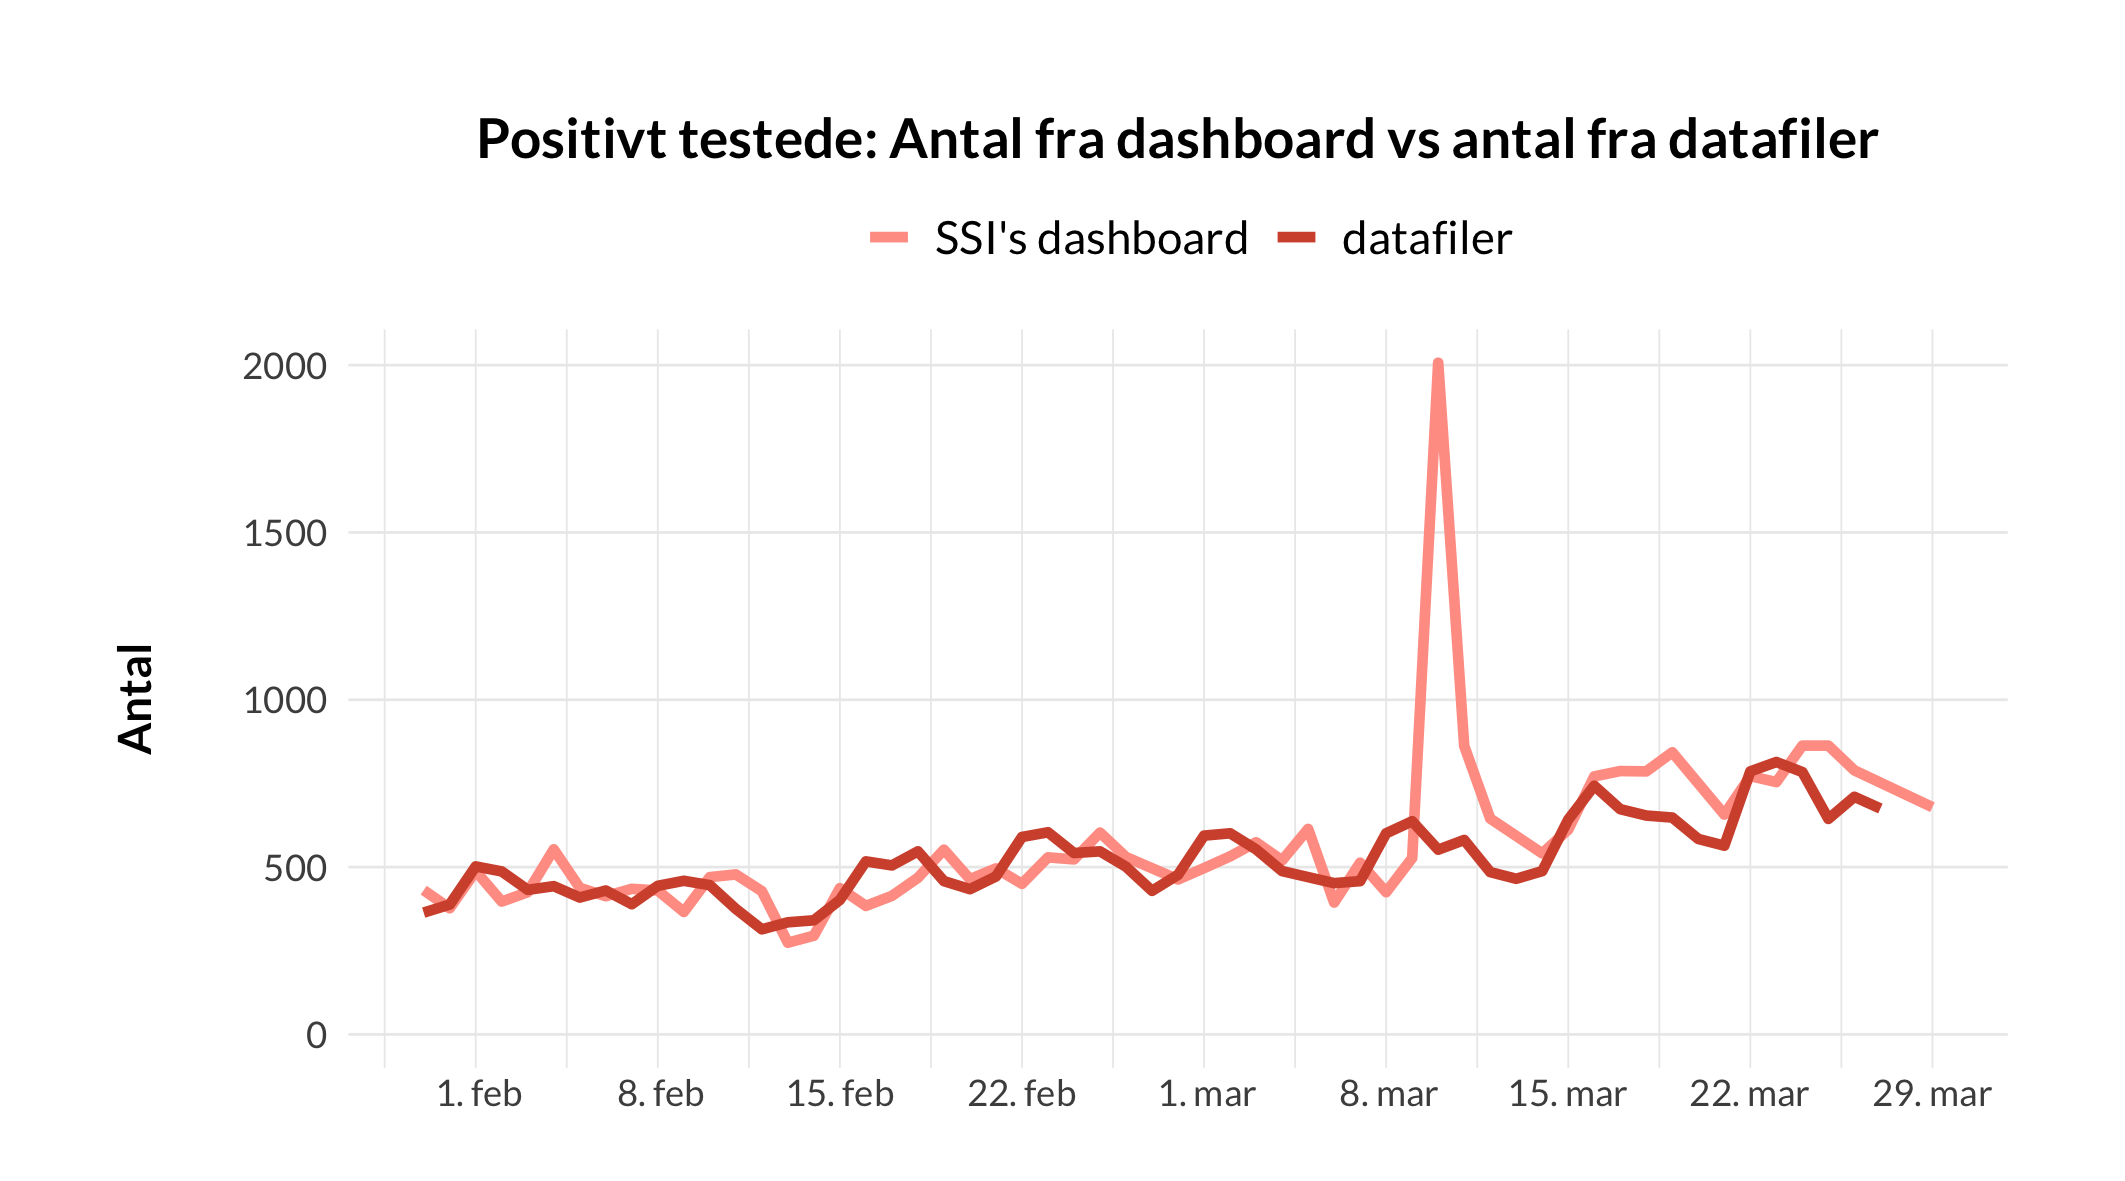 Positivt testede: Antal fra dashboard vs antal fra datafiler
SSI's dashboard datafiler
Antal
2000
1500
1000
500
0
1. feb 8. feb 15. feb 22. feb 1. mar 8. mar 15. mar 22. mar 29. mar